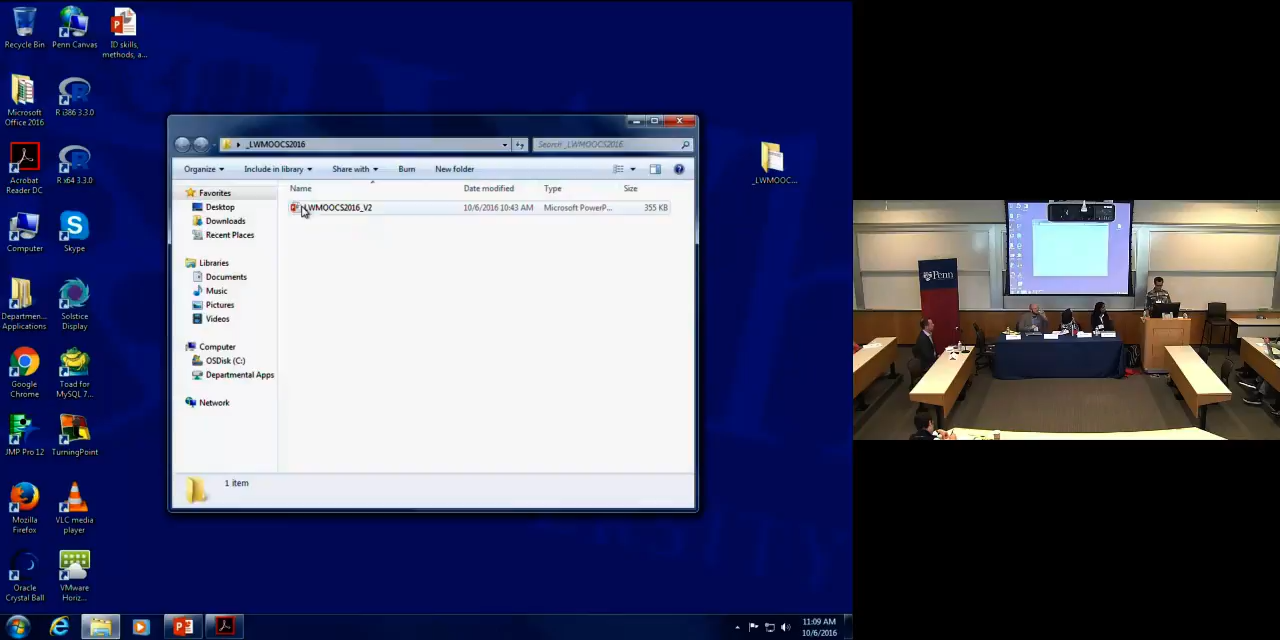 Recycle Bin
Penn Canvas
ID skills,
methods, a...
Microsoft
Office 2016
R i386 3.3.0
Acrobat
Reader DC
R x64 3.3.0
Computer
Skype
Departmen...
Applications
Solstice
Display
Google
Chrome
Toad for
MySQL 7...
JMP Pro 12
TurningPoint
Mozilla
Firefox
VLC media
player
Oracle
Crystal Ball
VMware
Horiz...
_LWMOOCS2016
Search _LWMOOCS2016
Organize
Include in library
Share with
Burn
New folder
Favorites
Desktop
Downloads
Recent Places
Libraries
Documents
Music
Pictures
Videos
Computer
OSDisk (C:)
Departmental Apps
Network
Name
Date modified
Type
Size
LWMOOCS2016_V2
10/6/2016 10:43 AM
Microsoft PowerP...
355 KB
1 item
_LWMOOC...
11:09 AM
10/6/2016
Penn